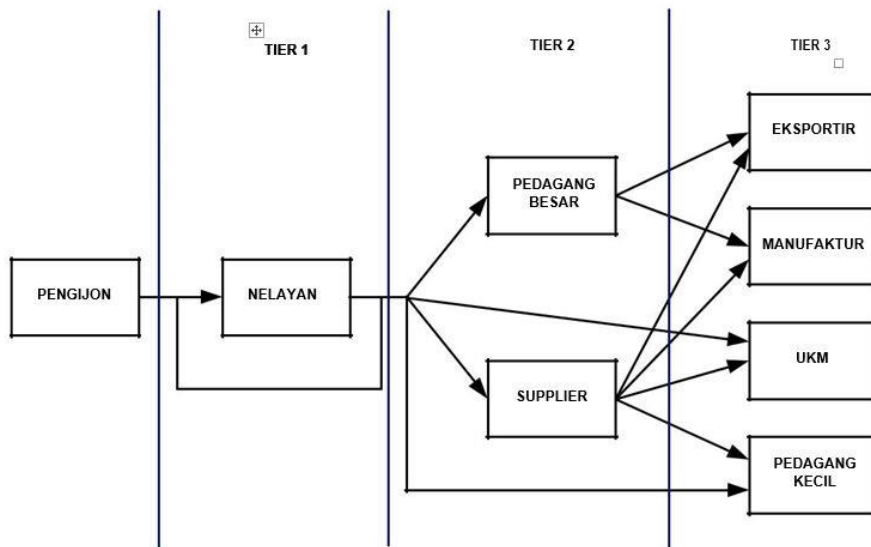 TIER 1
TIER 2
TIER 3
EKSPORTIR
PEDAGANG
BESAR
MANUFAKTUR
PENGIJON
NELAYAN
UKM
SUPPLIER
PEDAGANG
KECIL